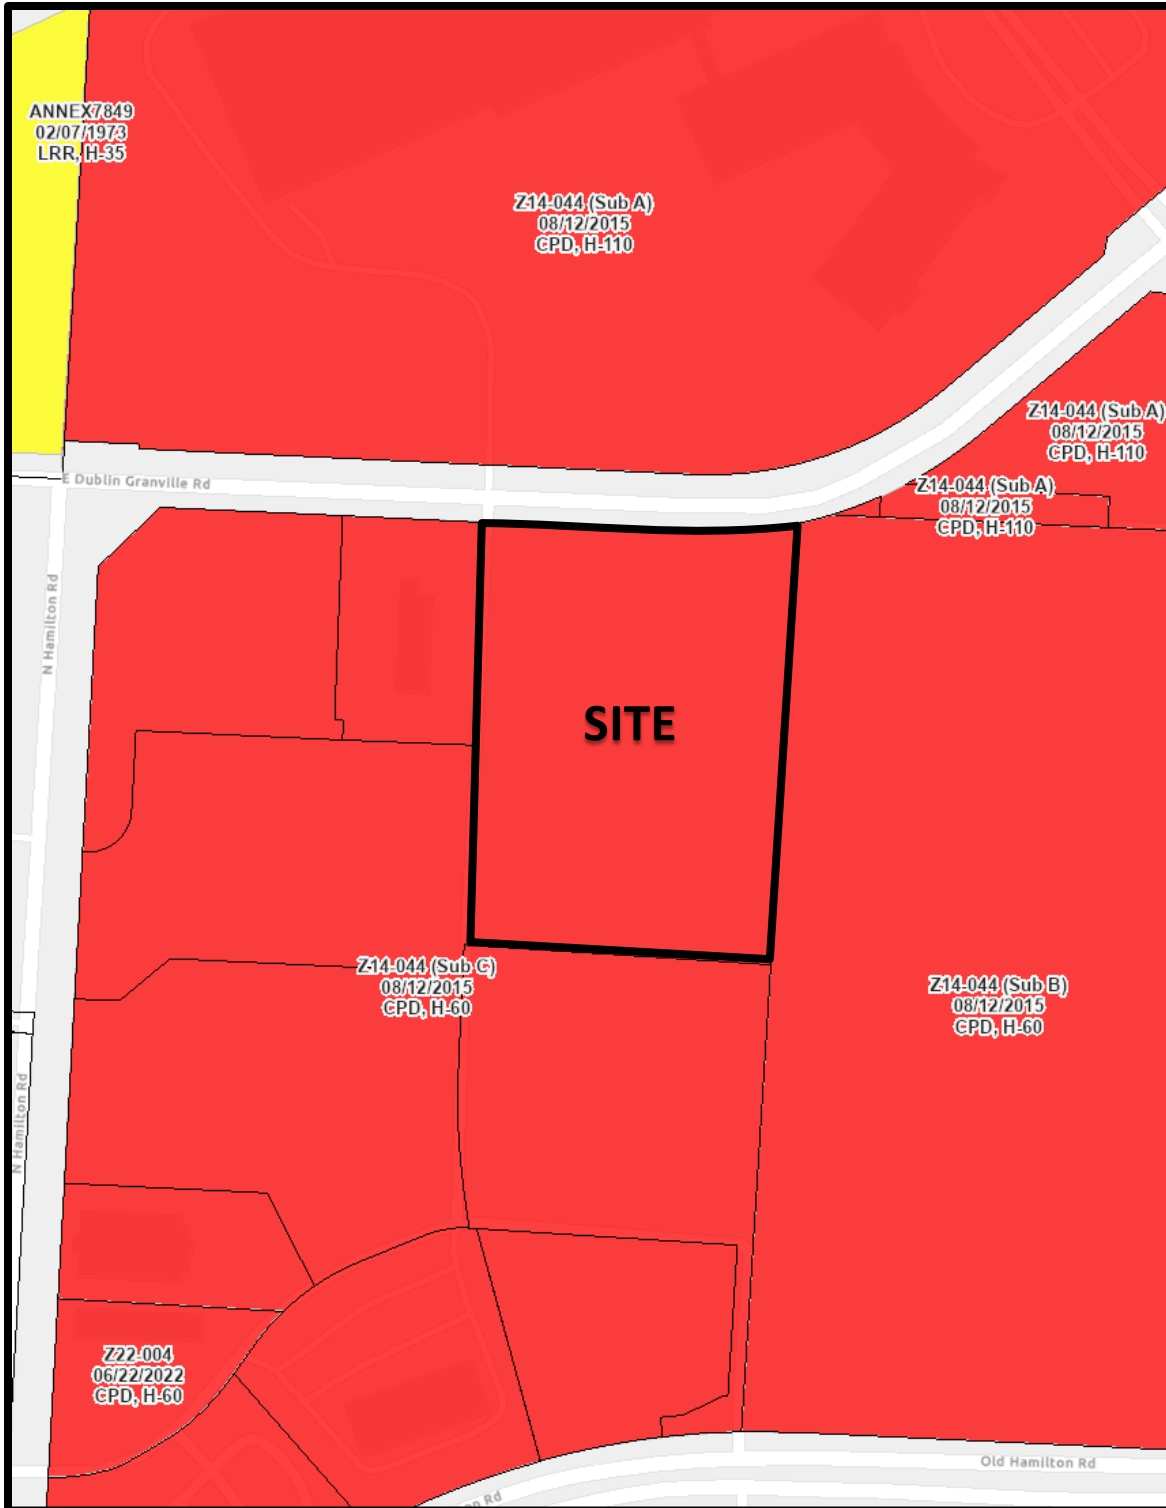 ANNEX7849
02/07/1973
LRR, H-35
Z14-044 (Sub A)
08/12/2015
CPD, H-110
Z14-044 (Sub A)
08/12/2015
CPD, H-110
E Dublin Granville Rd
Z14-044 (Sub A)
08/12/2015
CPD, H-110
N Hamilton Rd
SITE
Z14-044 (Sub C)
08/12/2015
CPD, H-60
Z14-044 (Sub B)
08/12/2015
CPD, H-60
N Hamilton Rd
Z22-004
06/22/2022
CPD, H-60
Old Hamilton Rd
Rd